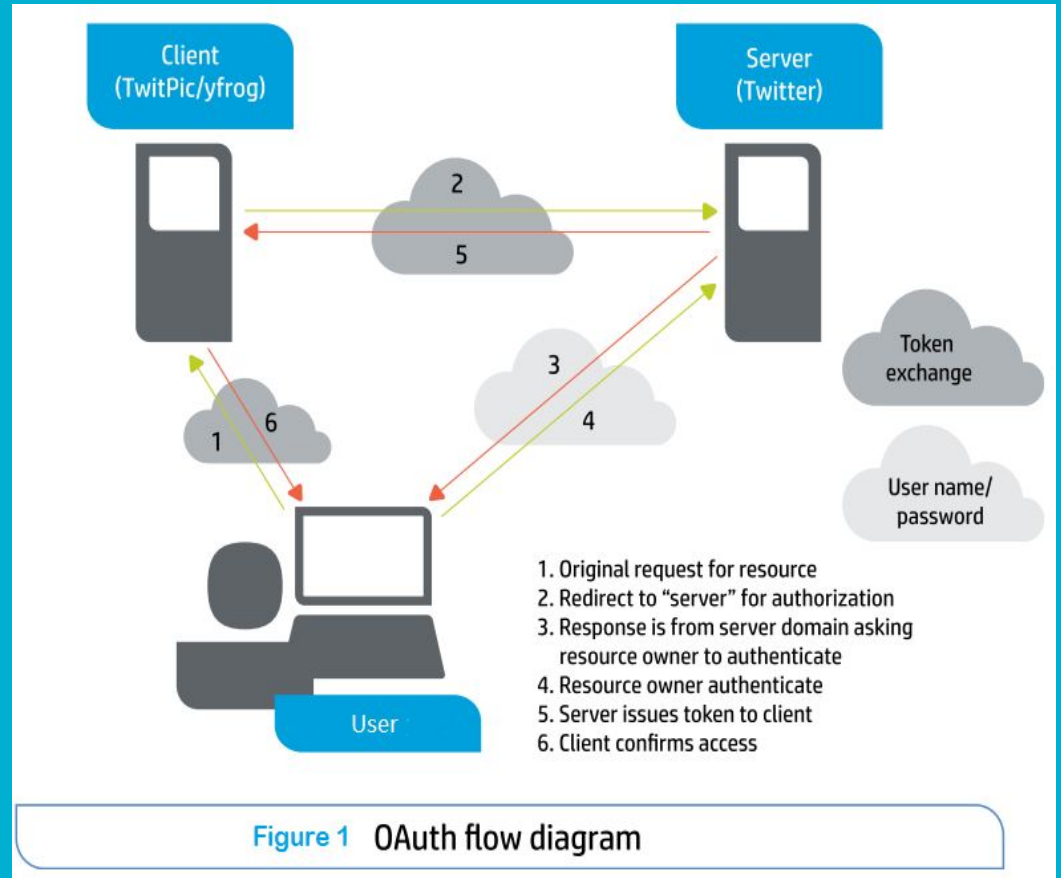 Client
(TwitPic/yfrog)
Server
(Twitter)
2
5
3
4
1
6
Token
exchange
User name/
password
1. Original request for resource
2. Redirect to “server” for authorization
3. Response is from server domain asking
resource owner to authenticate
4. Resource owner authenticate
5. Server issues token to client
6. Client confirms access
User
Figure 1 OAuth flow diagram